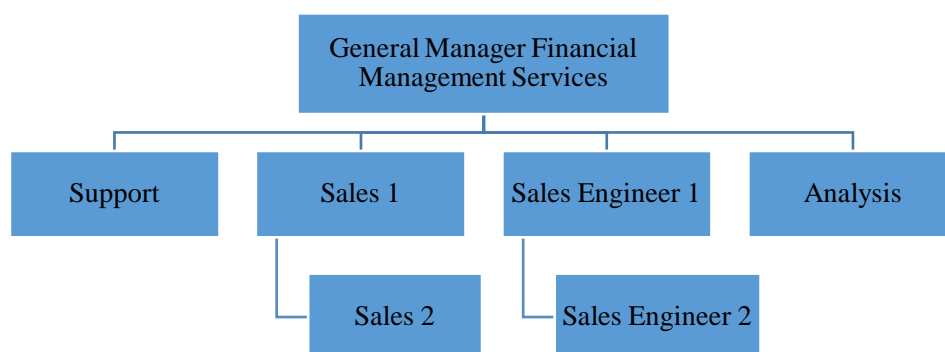 General Manager Financial
Management Services
Support
Sales 1
Sales Engineer 1
Analysis
Sales 2
Sales Engineer 2